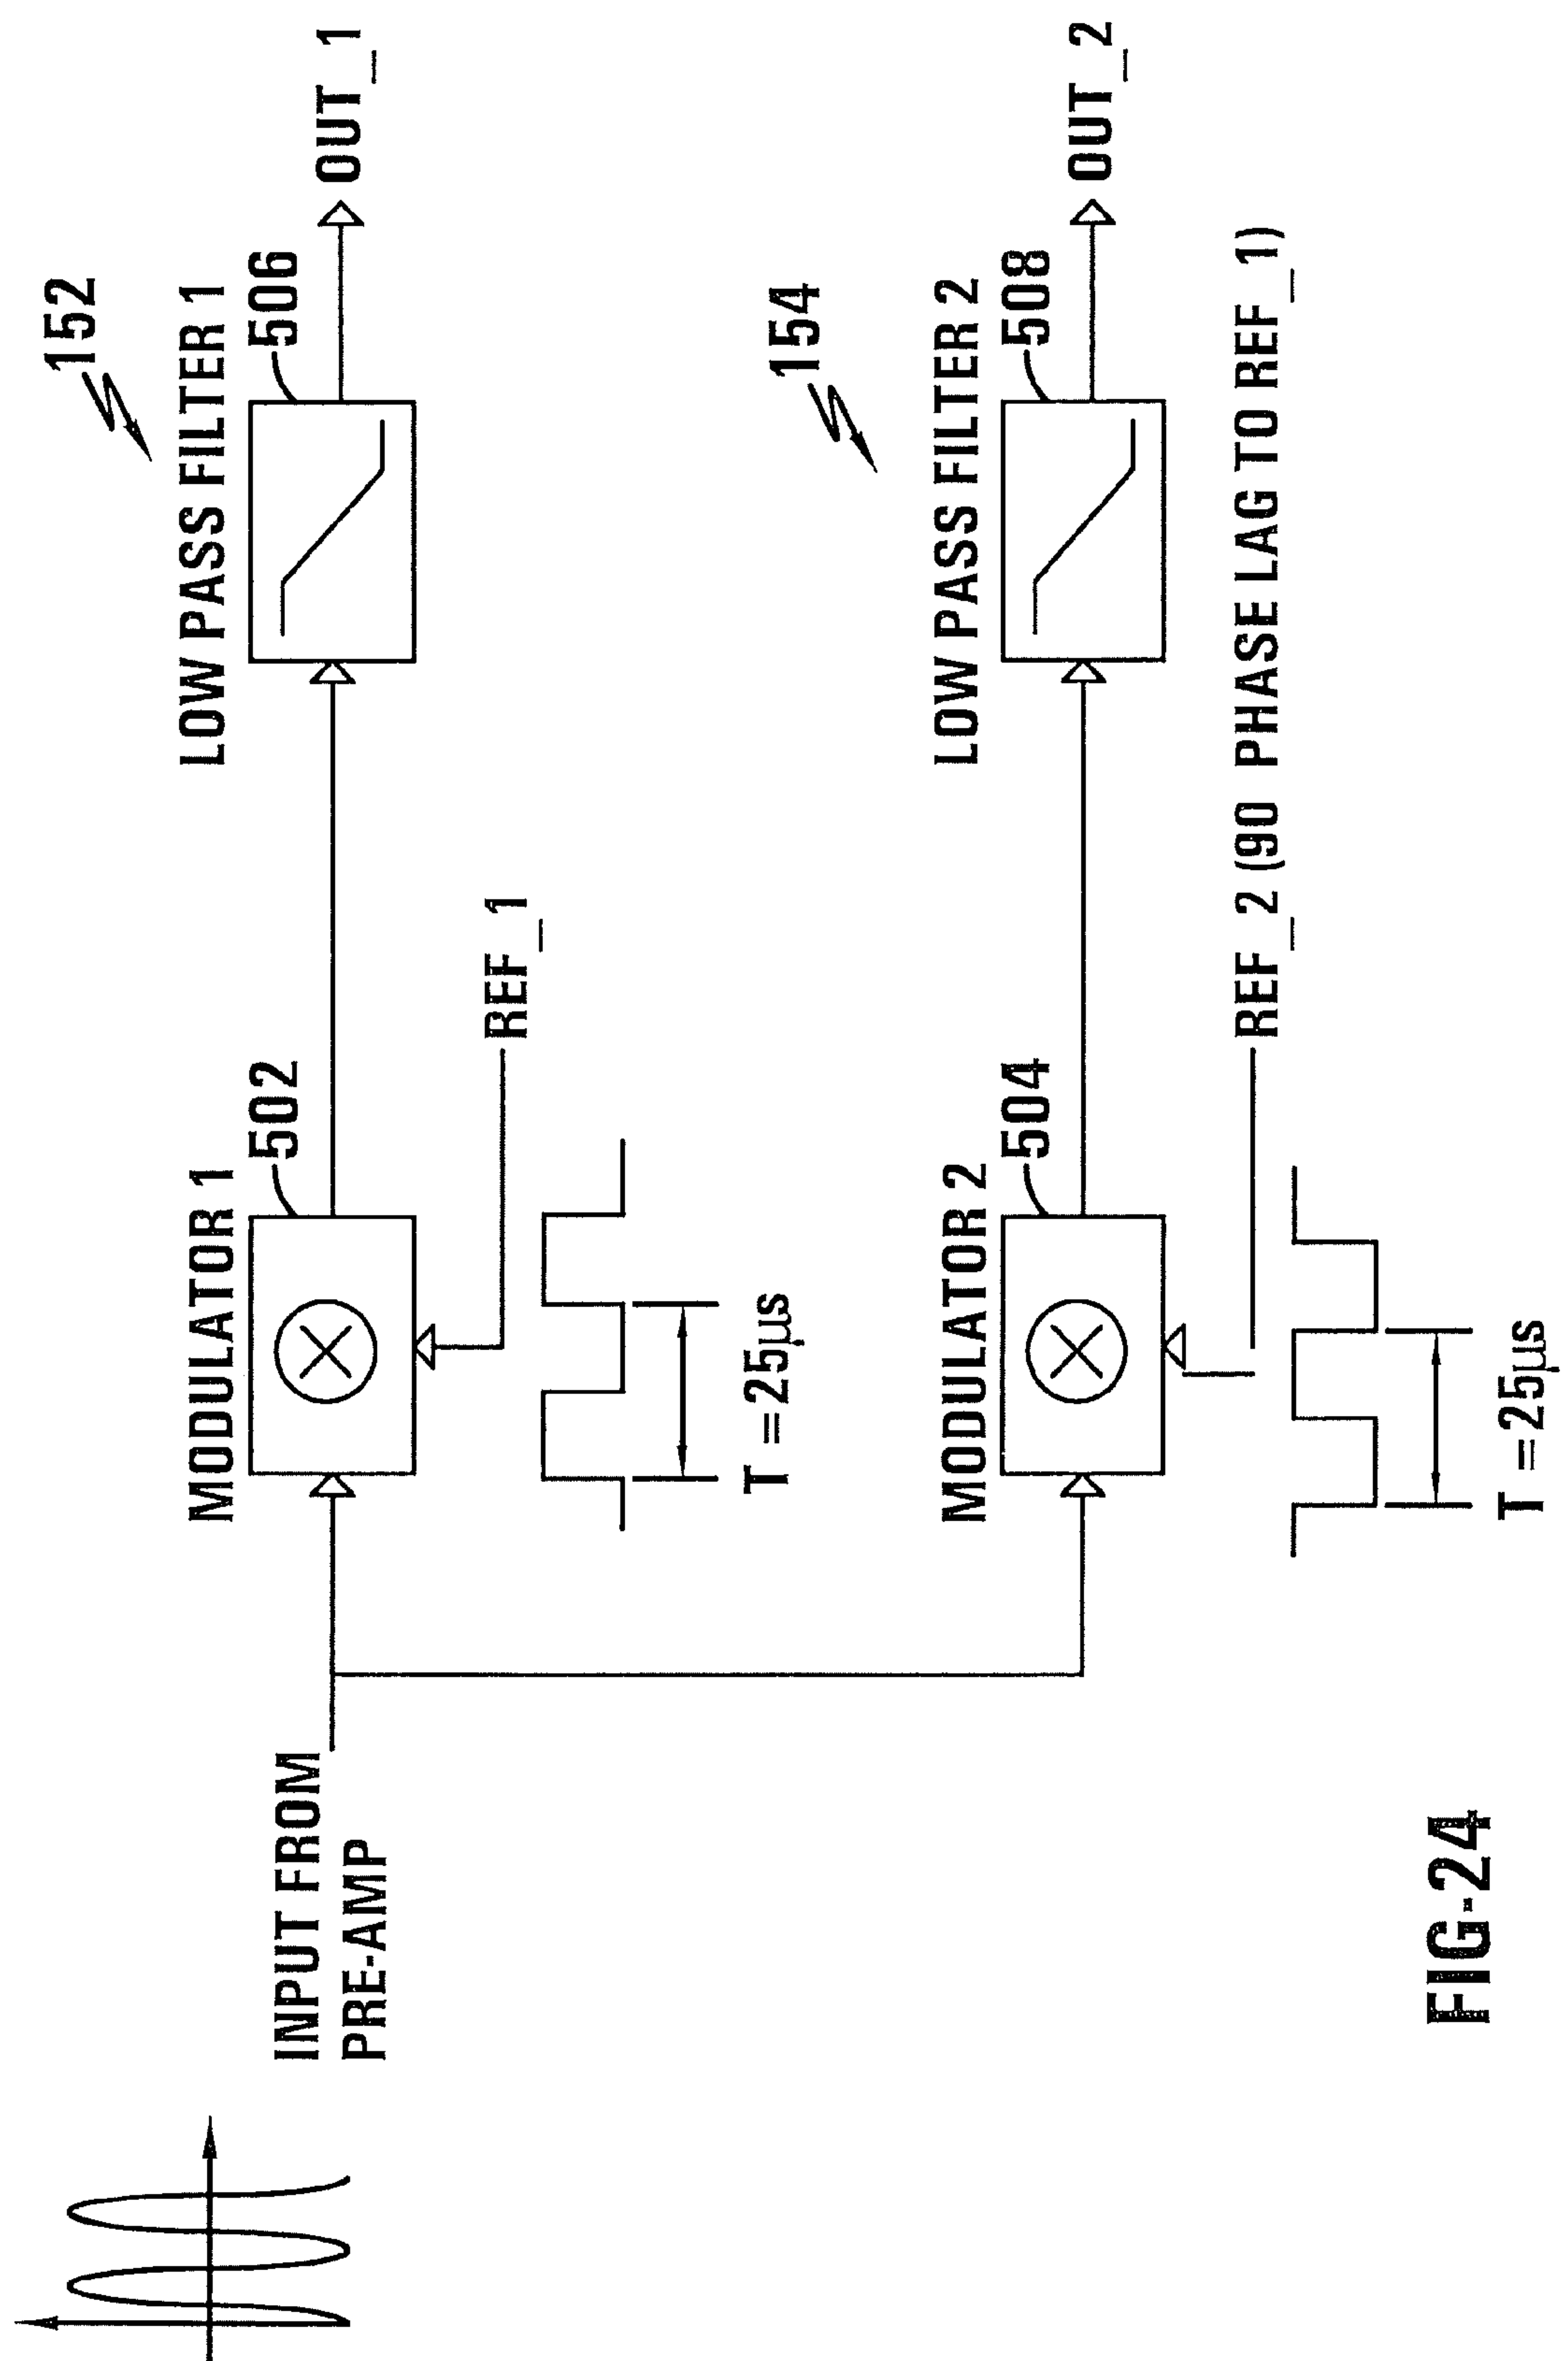 152
LOW PASS FILTER 1
506
OUT_1
MODULATOR 1
502
INPUT FROM
PRE-AMP
REF_1
T = 25µs
154
LOW PASS FILTER 2
508
OUT_2
MODULATOR 2
504
REF_2 (90 PHASE LAG TO REF_1)
T = 25µs
FIG-24